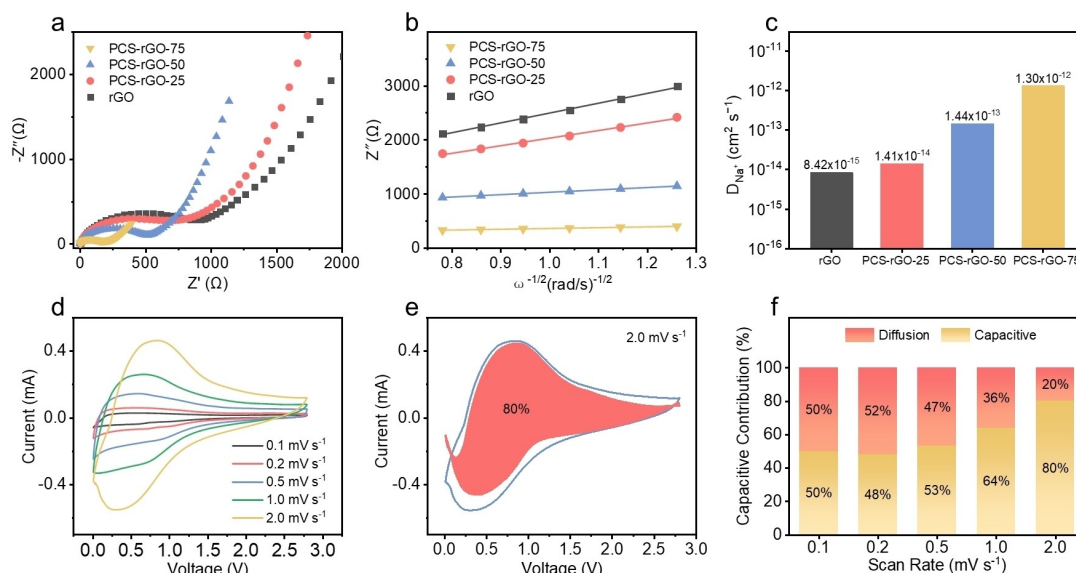 a
PCS-rGO-75
PCS-rGO-50
PCS-rGO-25
rGO
-Z″(Ω)
2000
1000
0
0 500 1000 1500 2000
Z' (Ω)
b
PCS-rGO-75
PCS-rGO-50
PCS-rGO-25
rGO
Z″(Ω)
3000
2000
1000
0
0.8 0.9 1.0 1.1 1.2 1.3
ω⁻¹/²(rad/s)⁻¹/²
c
D_Na⁺ (cm² s⁻¹)
10⁻¹¹
10⁻¹²
10⁻¹³
10⁻¹⁴
10⁻¹⁵
10⁻¹⁶
8.42x10⁻¹⁵
1.41x10⁻¹⁴
1.44x10⁻¹³
1.30x10⁻¹²
rGO PCS-rGO-25 PCS-rGO-50 PCS-rGO-75
d
Current (mA)
0.4
0.0
-0.4
0.1 mV s⁻¹
0.2 mV s⁻¹
0.5 mV s⁻¹
1.0 mV s⁻¹
2.0 mV s⁻¹
0.0 0.5 1.0 1.5 2.0 2.5 3.0
Voltage (V)
e
2.0 mV s⁻¹
Current (mA)
0.4
0.0
-0.4
80%
0.0 0.5 1.0 1.5 2.0 2.5 3.0
Voltage (V)
f
Diffusion Capacitive
Capacitive Contribution (%)
100
80
60
40
20
0
50% 52% 47% 36% 20%
50% 48% 53% 64% 80%
0.1 0.2 0.5 1.0 2.0
Scan Rate (mV s⁻¹)